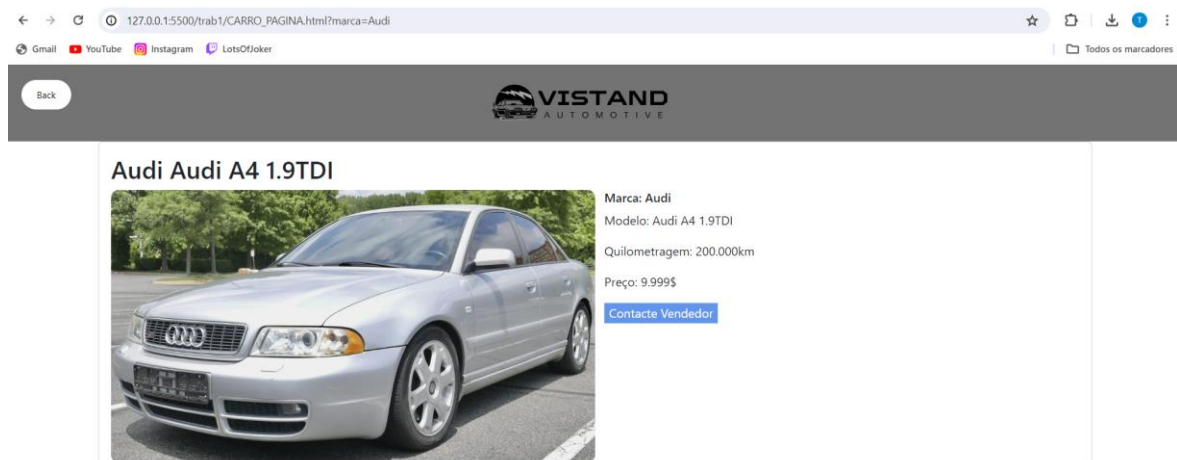 127.0.0.1:5500/trab1/CARRO_PAGINA.html?marca=Audi
Gmail YouTube Instagram LotsOfJoker Todos os marcadores
Back
VISTAND
AUTOMOTIVE
Audi Audi A4 1.9TDI
Marca: Audi
Modelo: Audi A4 1.9TDI
Quilometragem: 200.000km
Preço: 9.999$
Contacte Vendedor